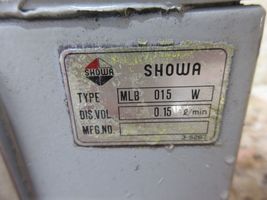 SHOWA
SHOWA
TYPE MLB 015 W
DIS.VOL. 0.15 ℓ/min
MFG.NO.